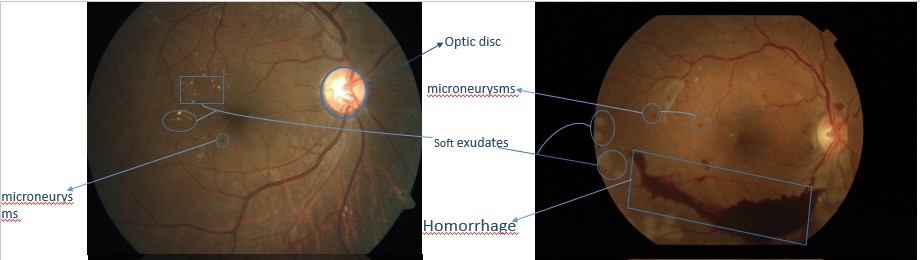 Optic disc
microneurysms
Soft exudates
microneurys
ms
Homorrhage